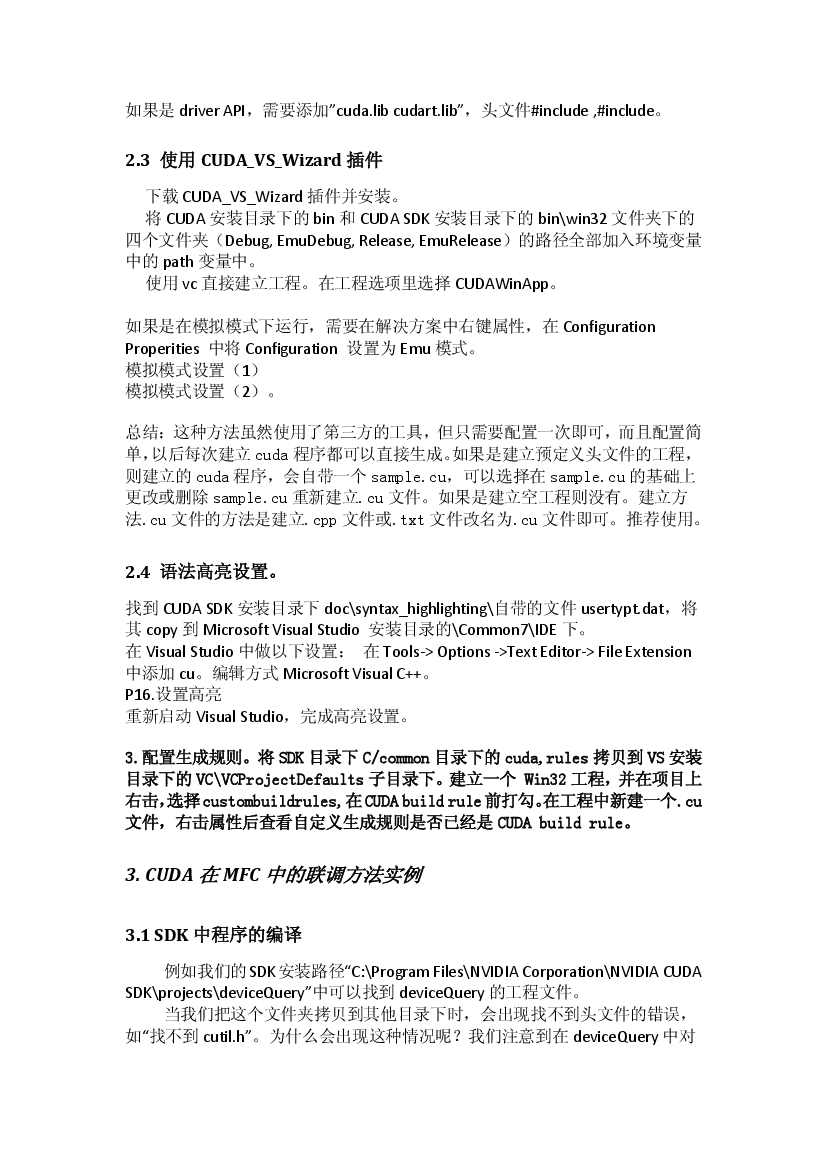 如果是 driver API，需要添加”cuda.lib cudart.lib”，头文件#include ,#include。
2.3 使用 CUDA_VS_Wizard 插件
下载 CUDA_VS_Wizard 插件并安装。
将 CUDA 安装目录下的 bin 和 CUDA SDK 安装目录下的 bin\win32 文件夹下的
四个文件夹（Debug, EmuDebug, Release, EmuRelease）的路径全部加入环境变量
中的 path 变量中。
使用 vc 直接建立工程。在工程选项里选择 CUDAWinApp。
如果是在模拟模式下运行，需要在解决方案中右键属性，在 Configuration
Properities 中将 Configuration 设置为 Emu 模式。
模拟模式设置（1）
模拟模式设置（2）。
总结：这种方法虽然使用了第三方的工具，但只需要配置一次即可，而且配置简
单，以后每次建立 cuda 程序都可以直接生成。如果是建立预定义头文件的工程，
则建立的 cuda 程序，会自带一个 sample.cu，可以选择在 sample.cu 的基础上
更改或删除 sample.cu 重新建立.cu 文件。如果是建立空工程则没有。建立方
法.cu 文件的方法是建立.cpp 文件或.txt 文件改名为.cu 文件即可。推荐使用。
2.4 语法高亮设置。
找到 CUDA SDK 安装目录下 doc\syntax_highlighting\自带的文件 usertypt.dat，将
其 copy 到 Microsoft Visual Studio 安装目录的\Common7\IDE 下。
在 Visual Studio 中做以下设置： 在 Tools-> Options ->Text Editor-> File Extension
中添加 cu。编辑方式 Microsoft Visual C++。
P16.设置高亮
重新启动 Visual Studio，完成高亮设置。
3.配置生成规则。将 SDK 目录下 C/common 目录下的 cuda,rules 拷贝到 VS 安装
目录下的 VC\VCProjectDefaults 子目录下。建立一个 Win32 工程，并在项目上
右击，选择 custombuildrules,在 CUDA build rule 前打勾。在工程中新建一个.cu
文件，右击属性后查看自定义生成规则是否已经是 CUDA build rule。
3. CUDA 在 MFC 中的联调方法实例
3.1 SDK 中程序的编译
例如我们的 SDK 安装路径“C:\Program Files\NVIDIA Corporation\NVIDIA CUDA
SDK\projects\deviceQuery”中可以找到 deviceQuery 的工程文件。
当我们把这个文件夹拷贝到其他目录下时，会出现找不到头文件的错误，
如“找不到 cutil.h”。为什么会出现这种情况呢？我们注意到在 deviceQuery 中对